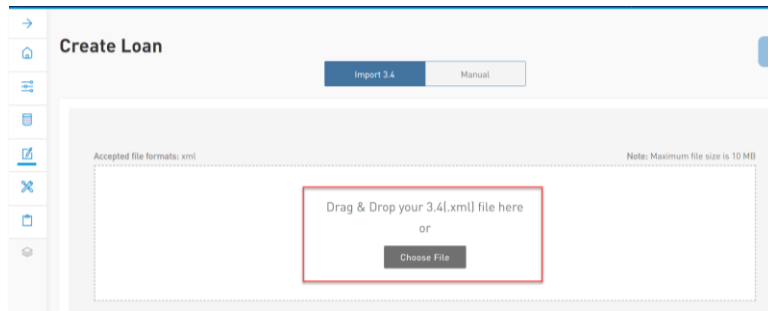 Create Loan
Import 3.4
Manual
Accepted file formats: xml
Note: Maximum file size is 10 MB
Drag & Drop your 3.4(.xml) file here
or
Choose File